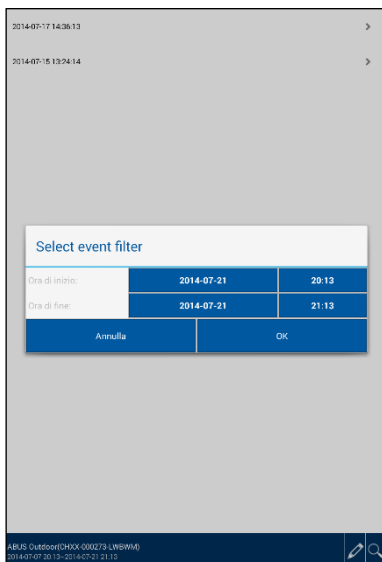 2014-07-17 14:36:13
2014-07-15 13:24:14
Select event filter
Ora di inizio: 2014-07-21 20:13
Ora di fine: 2014-07-21 21:13
Annulla OK
ABUS Outdoor(CHXX-000273-LWBWM)
2014-07-07 20:13~2014-07-21 21:13